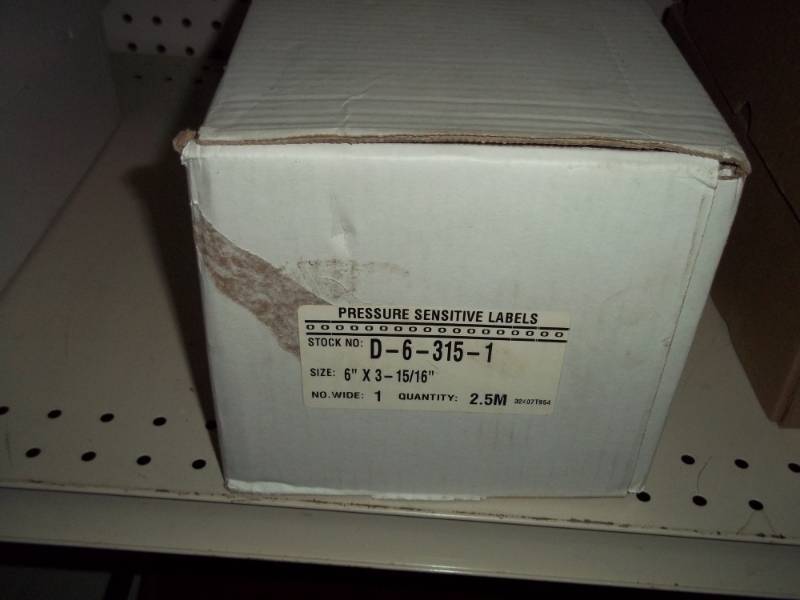 PRESSURE SENSITIVE LABELS
STOCK NO: D-6-315-1
SIZE: 6" X 3-15/16"
NO. WIDE: 1 QUANTITY: 2.5M